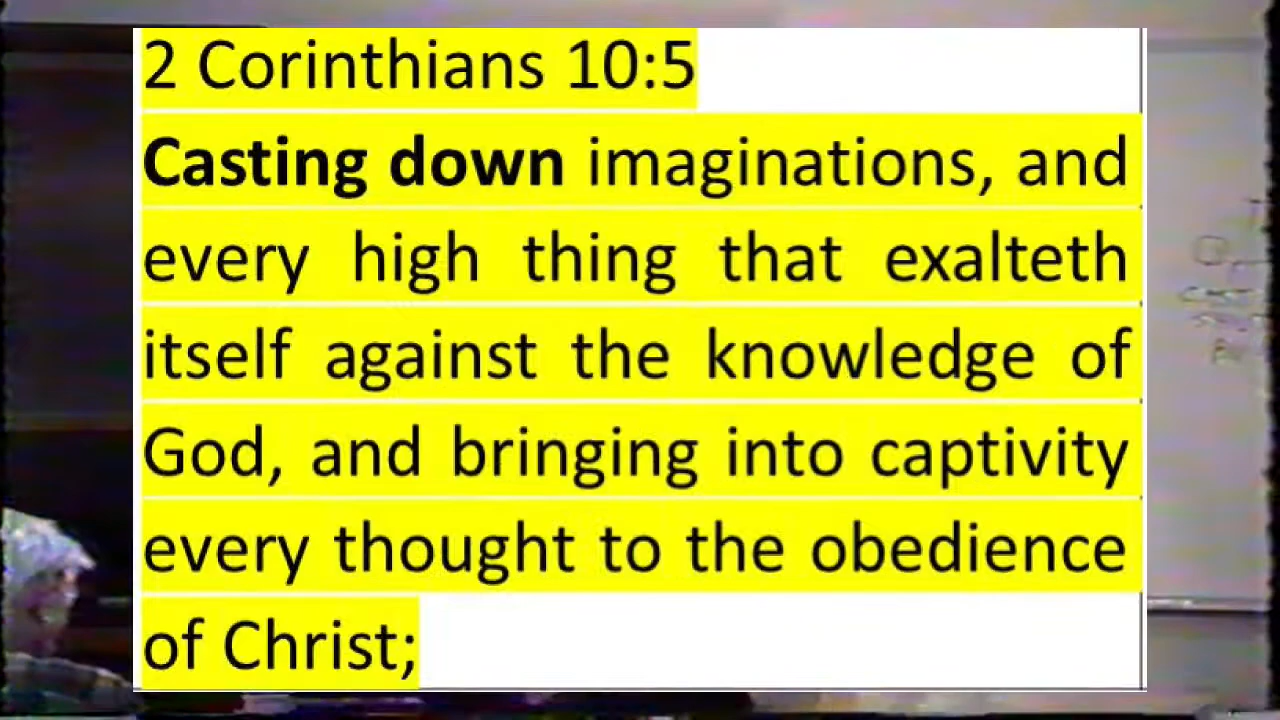 2 Corinthians 10:5
Casting down imaginations, and
every high thing that exalteth
itself against the knowledge of
God, and bringing into captivity
every thought to the obedience
of Christ;